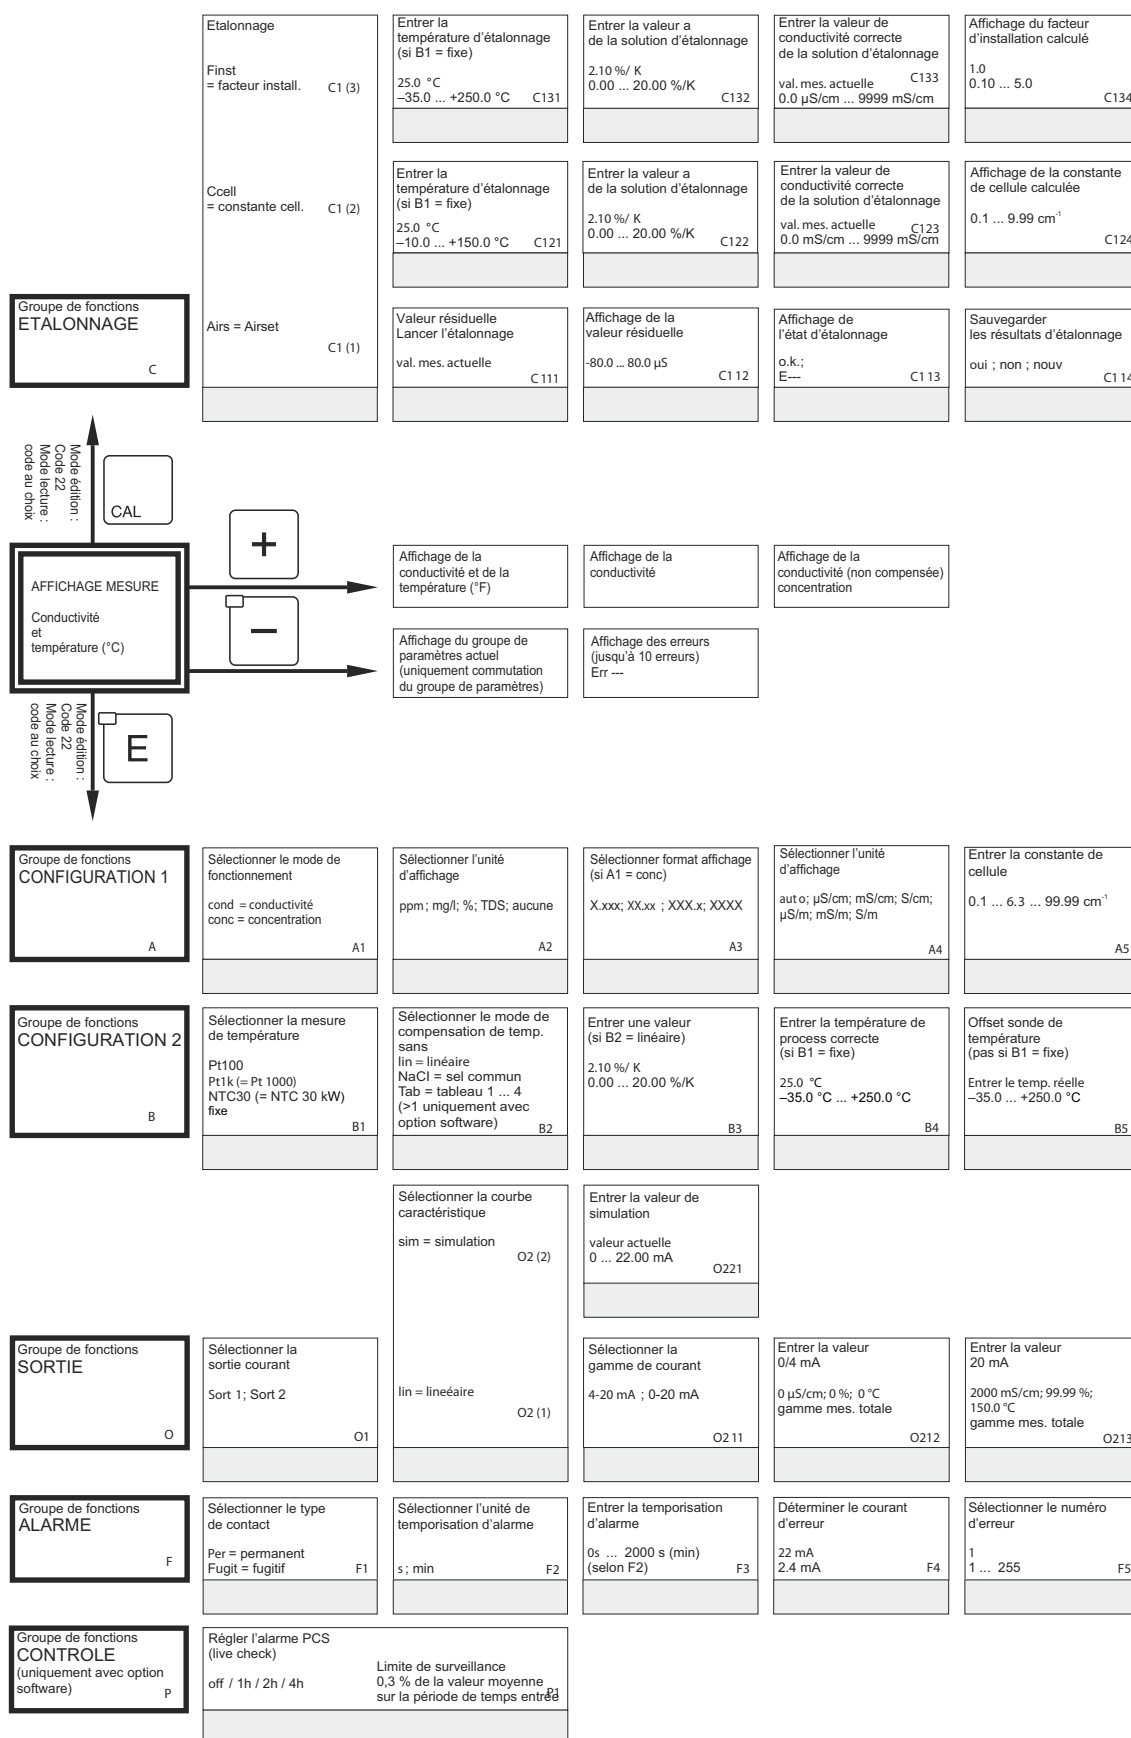 Etalonnage
Finst
= facteur install. C1 (3)
Entrer la
température d'étalonnage
(si B1 = fixe)
25.0 °C
–35.0 ... +250.0 °C C131
Entrer la valeur a
de la solution d'étalonnage
2.10 %/ K
0.00 ... 20.00 %/K
C132
Entrer la valeur de
conductivité correcte
de la solution d'étalonnage
val. mes. actuelle C133
0.0 µS/cm ... 9999 mS/cm
Affichage du facteur
d'installation calculé
1.0
0.10 ... 5.0
C134
Ccell
= constante cell. C1 (2)
Entrer la
température d'étalonnage
(si B1 = fixe)
25.0 °C
–10.0 ... +150.0 °C C121
Entrer la valeur a
de la solution d'étalonnage
2.10 %/ K
0.00 ... 20.00 %/K
C122
Entrer la valeur de
conductivité correcte
de la solution d'étalonnage
val. mes. actuelle C123
0.0 mS/cm ... 9999 mS/cm
Affichage de la constante
de cellule calculée
0.1 ... 9.99 cm⁻¹
C124
Groupe de fonctions
ETALONNAGE
C
Airs = Airset
C1 (1)
Valeur résiduelle
Lancer l'étalonnage
val. mes. actuelle
C 111
Affichage de la
valeur résiduelle
-80.0 ... 80.0 µS
C1 12
Affichage de
l'état d'étalonnage
o.k.;
E---
C1 13
Sauvegarder
les résultats d'étalonnage
oui ; non ; nouv
C1 14
Mode édition :
Code 22
Mode lecture :
code au choix
CAL
+
AFFICHAGE MESURE
Conductivité
et
température (°C)
–
Affichage de la
conductivité et de la
température (°F)
Affichage de la
conductivité
Affichage de la
conductivité (non compensée)
concentration
Affichage du groupe de
paramètres actuel
(uniquement commutation
du groupe de paramètres)
Affichage des erreurs
(jusqu'à 10 erreurs)
Err ---
Mode édition :
Code 22
Mode lecture :
code au choix
E
Groupe de fonctions
CONFIGURATION 1
A
Sélectionner le mode de
fonctionnement
cond = conductivité
conc = concentration
A1
Sélectionner l'unité
d'affichage
ppm ; mg/l; %; TDS; aucune
A2
Sélectionner format affichage
(si A1 = conc)
X.xxx; XX.xx ; XXX.x; XXXX
A3
Sélectionner l'unité
d'affichage
aut o; µS/cm; mS/cm; S/cm;
µS/m; mS/m; S/m
A4
Entrer la constante de
cellule
0.1 ... 6.3 ... 99.99 cm⁻¹
A5
Groupe de fonctions
CONFIGURATION 2
B
Sélectionner la mesure
de température
Pt100
Pt1k (= Pt 1000)
NTC30 (= NTC 30 kW)
fixe
B1
Sélectionner le mode de
compensation de temp.
sans
lin = linéaire
NaCl = sel commun
Tab = tableau 1 ... 4
(>1 uniquement avec
option software) B2
Entrer une valeur
(si B2 = linéaire)
2.10 %/ K
0.00 ... 20.00 %/K
B3
Entrer la température de
process correcte
(si B1 = fixe)
25.0 °C
–35.0 °C ... +250.0 °C
B4
Offset sonde de
température
(pas si B1 = fixe)
Entrer le temp. réelle
–35.0 ... +250.0 °C
B5
Sélectionner la courbe
caractéristique
sim = simulation
O2 (2)
Entrer la valeur de
simulation
valeur actuelle
0 ... 22.00 mA
O221
Groupe de fonctions
SORTIE
O
Sélectionner la
sortie courant
Sort 1; Sort 2
O1
lin = lineéaire
O2 (1)
Sélectionner la
gamme de courant
4-20 mA ; 0-20 mA
O2 11
Entrer la valeur
0/4 mA
0 µS/cm; 0 %; 0 °C
gamme mes. totale
O212
Entrer la valeur
20 mA
2000 mS/cm; 99.99 %;
150.0 °C
gamme mes. totale
O213
Groupe de fonctions
ALARME
F
Sélectionner le type
de contact
Per = permanent
Fugit = fugitif F1
Sélectionner l'unité de
temporisation d'alarme
s ; min F2
Entrer la temporisation
d'alarme
0s ... 2000 s (min)
(selon F2) F3
Déterminer le courant
d'erreur
22 mA
2.4 mA F4
Sélectionner le numéro
d'erreur
1
1 ... 255 F5
Groupe de fonctions
CONTROLE
(uniquement avec option
software) P
Régler l'alarme PCS
(live check)
off / 1h / 2h / 4h
Limite de surveillance
0,3 % de la valeur moyenne
sur la période de temps entrée
P1